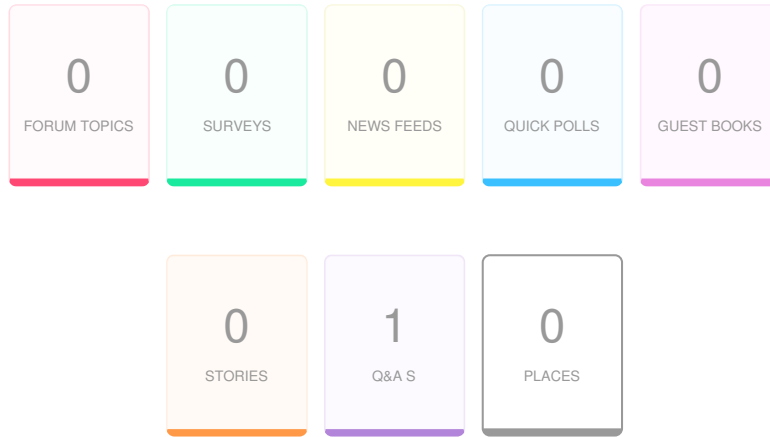 0 0 0 0 0
FORUM TOPICS SURVEYS NEWS FEEDS QUICK POLLS GUEST BOOKS
0 1 0
STORIES Q&A S PLACES